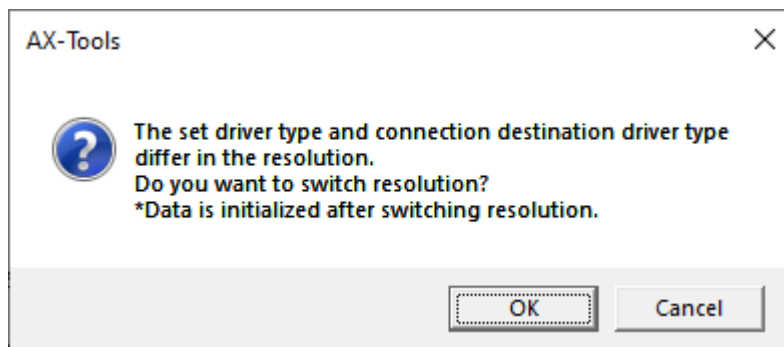 AX-Tools
The set driver type and connection destination driver type
differ in the resolution.
Do you want to switch resolution?
*Data is initialized after switching resolution.
OK
Cancel